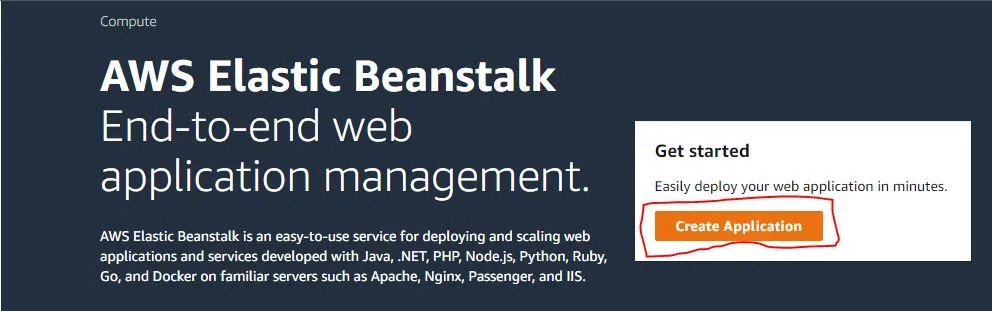 Compute
AWS Elastic Beanstalk
End-to-end web
application management.
AWS Elastic Beanstalk is an easy-to-use service for deploying and scaling web
applications and services developed with Java, .NET, PHP, Node.js, Python, Ruby,
Go, and Docker on familiar servers such as Apache, Nginx, Passenger, and IIS.
Get started
Easily deploy your web application in minutes.
Create Application